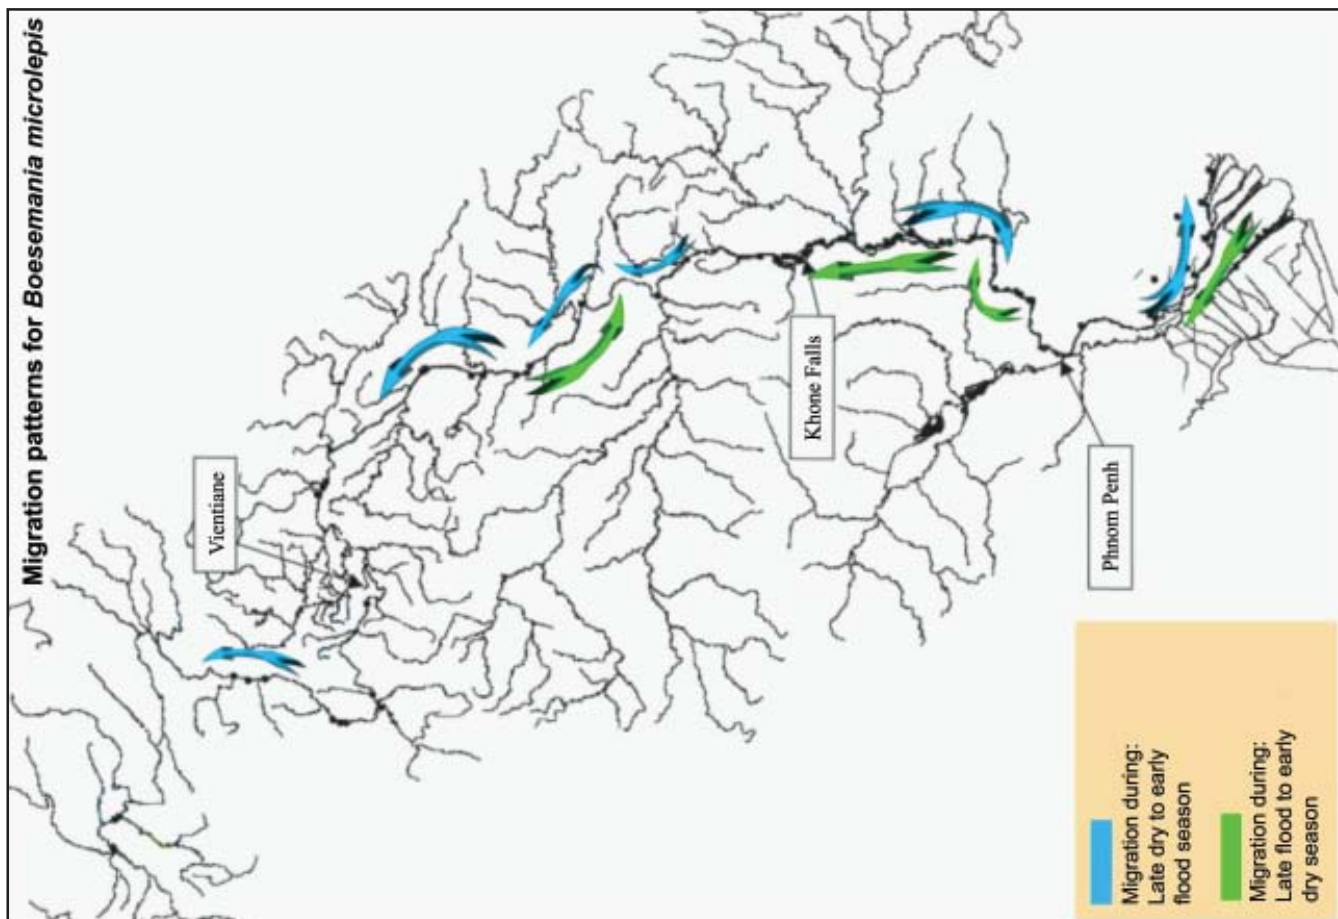 Migration patterns for Boesemania microlepis
Vientiane
Khone Falls
Phnom Penh
Migration during:
Late dry to early
flood season
Migration during:
Late flood to early
dry season